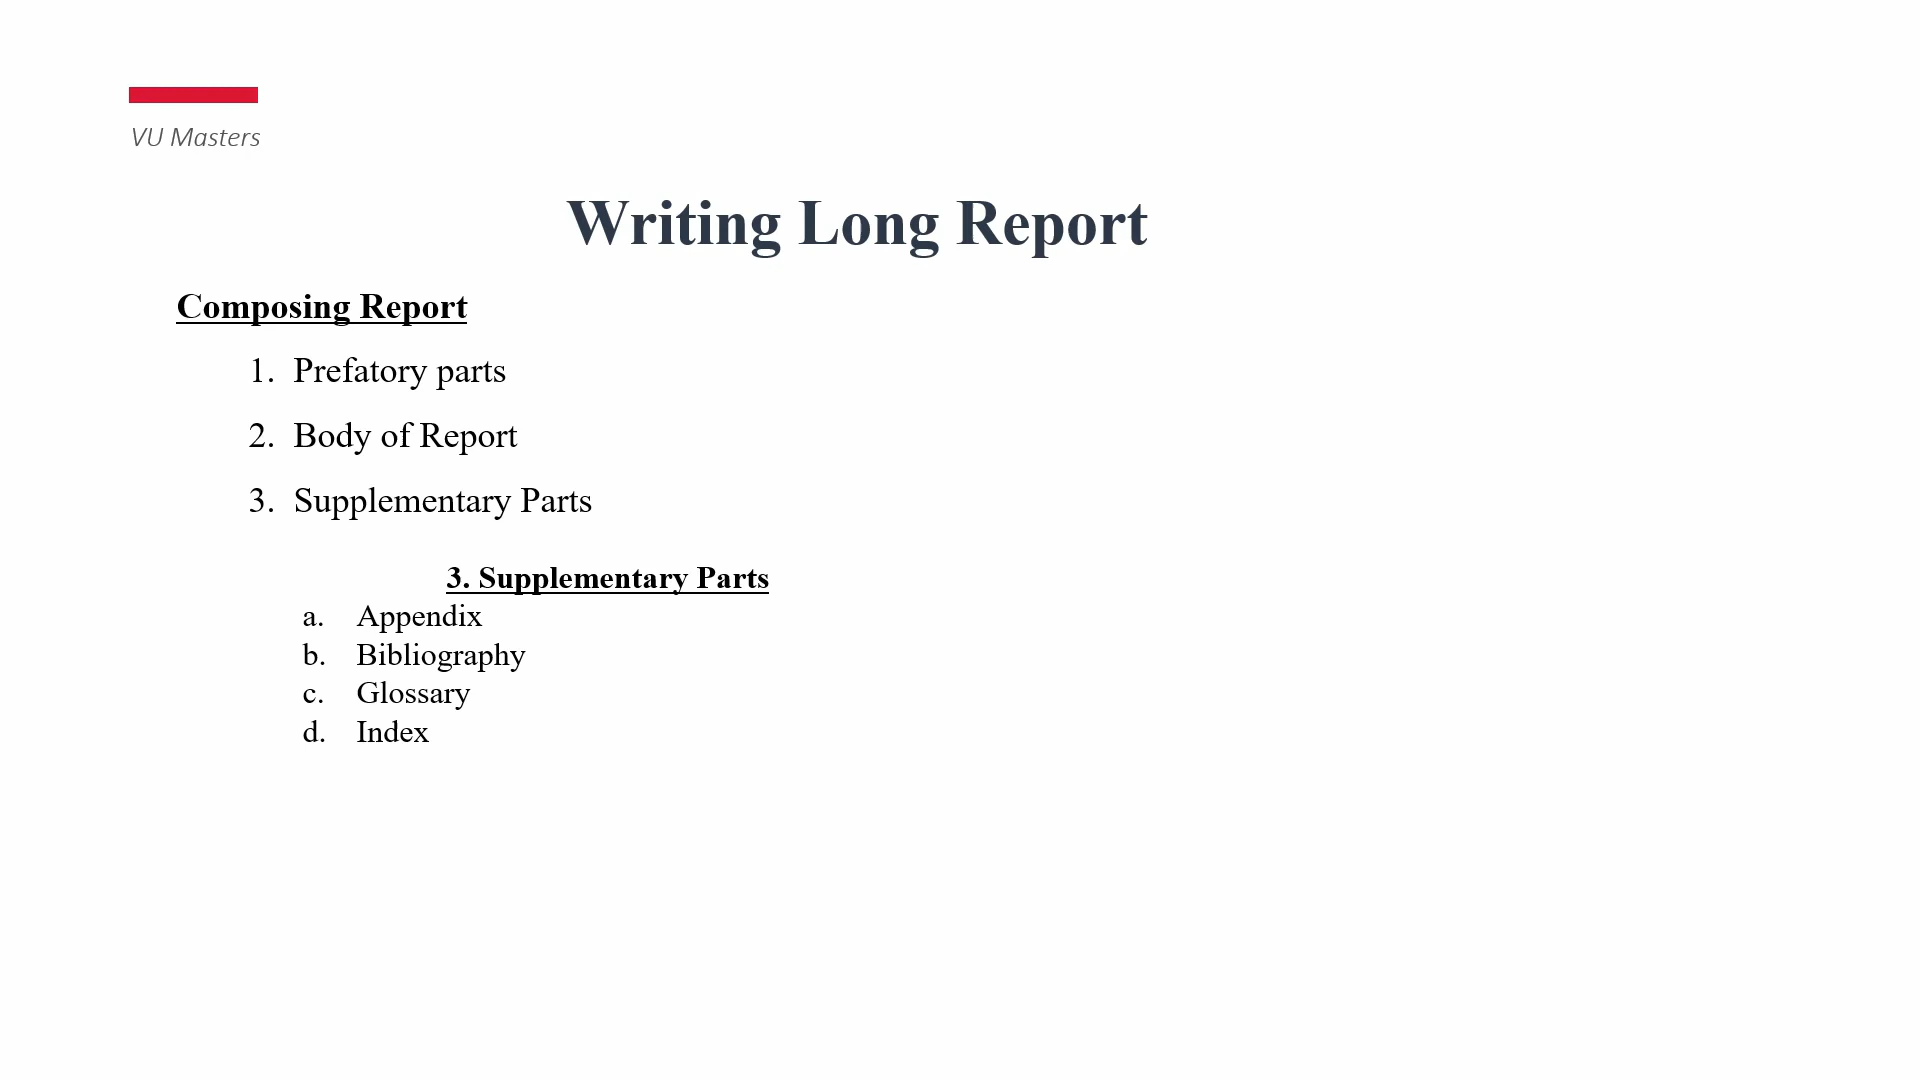 VU Masters
Writing Long Report
Composing Report
1. Prefatory parts
2. Body of Report
3. Supplementary Parts
3. Supplementary Parts
a. Appendix
b. Bibliography
c. Glossary
d. Index